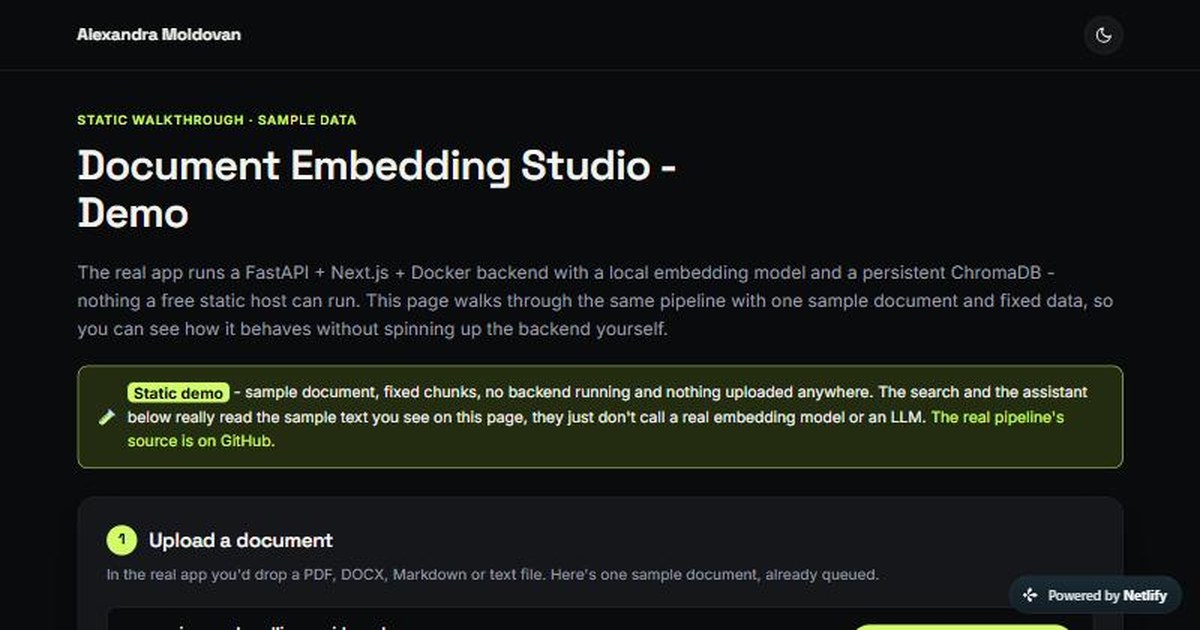 Alexandra Moldovan
STATIC WALKTHROUGH · SAMPLE DATA
Document Embedding Studio -
Demo
The real app runs a FastAPI + Next.js + Docker backend with a local embedding model and a persistent ChromaDB -
nothing a free static host can run. This page walks through the same pipeline with one sample document and fixed data, so
you can see how it behaves without spinning up the backend yourself.
Static demo - sample document, fixed chunks, no backend running and nothing uploaded anywhere. The search and the assistant
below really read the sample text you see on this page, they just don't call a real embedding model or an LLM. The real pipeline's
source is on GitHub.
1 Upload a document
In the real app you'd drop a PDF, DOCX, Markdown or text file. Here's one sample document, already queued.
Powered by Netlify